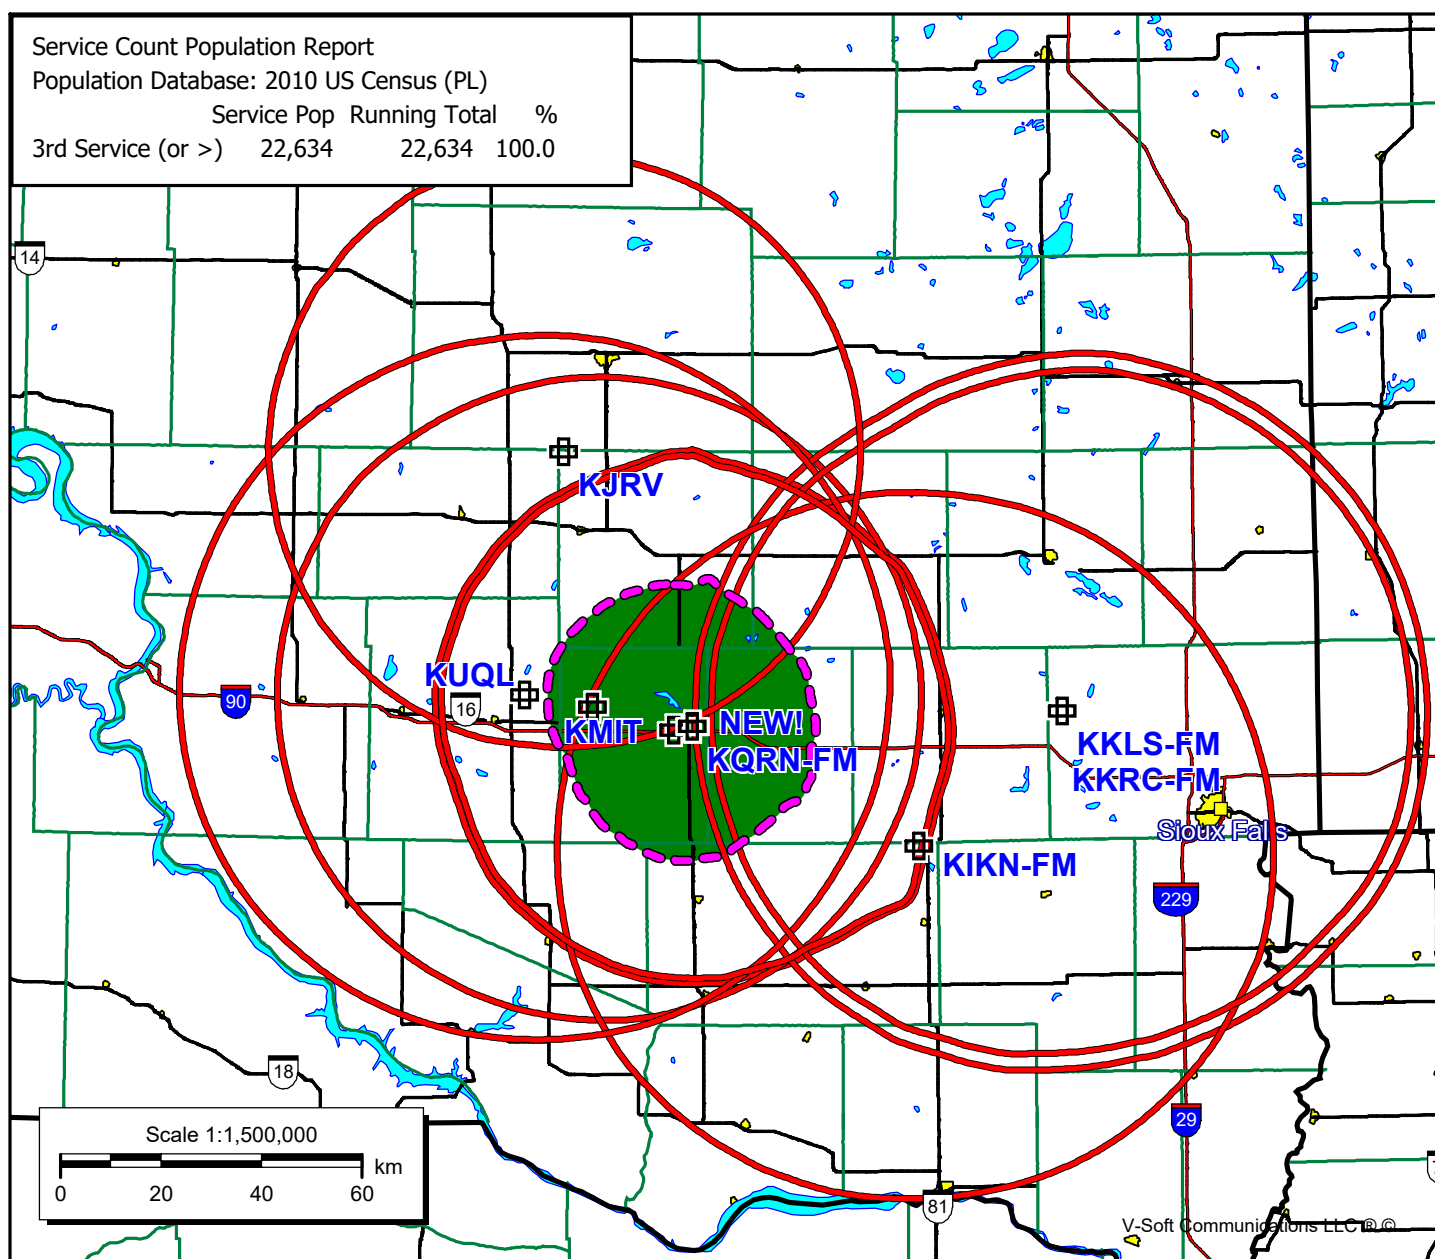 Service Count Population Report
Population Database: 2010 US Census (PL)
Service Pop Running Total %
3rd Service (or >) 22,634 22,634 100.0
14
KJRV
KUQL
90
16
KMIT
NEW!
KQRN-FM
KKLS-FM
KKRC-FM
Sioux Falls
KIKN-FM
229
18
29
Scale 1:1,500,000
km
0 20 40 60
81
V-Soft Communications LLC ® ©